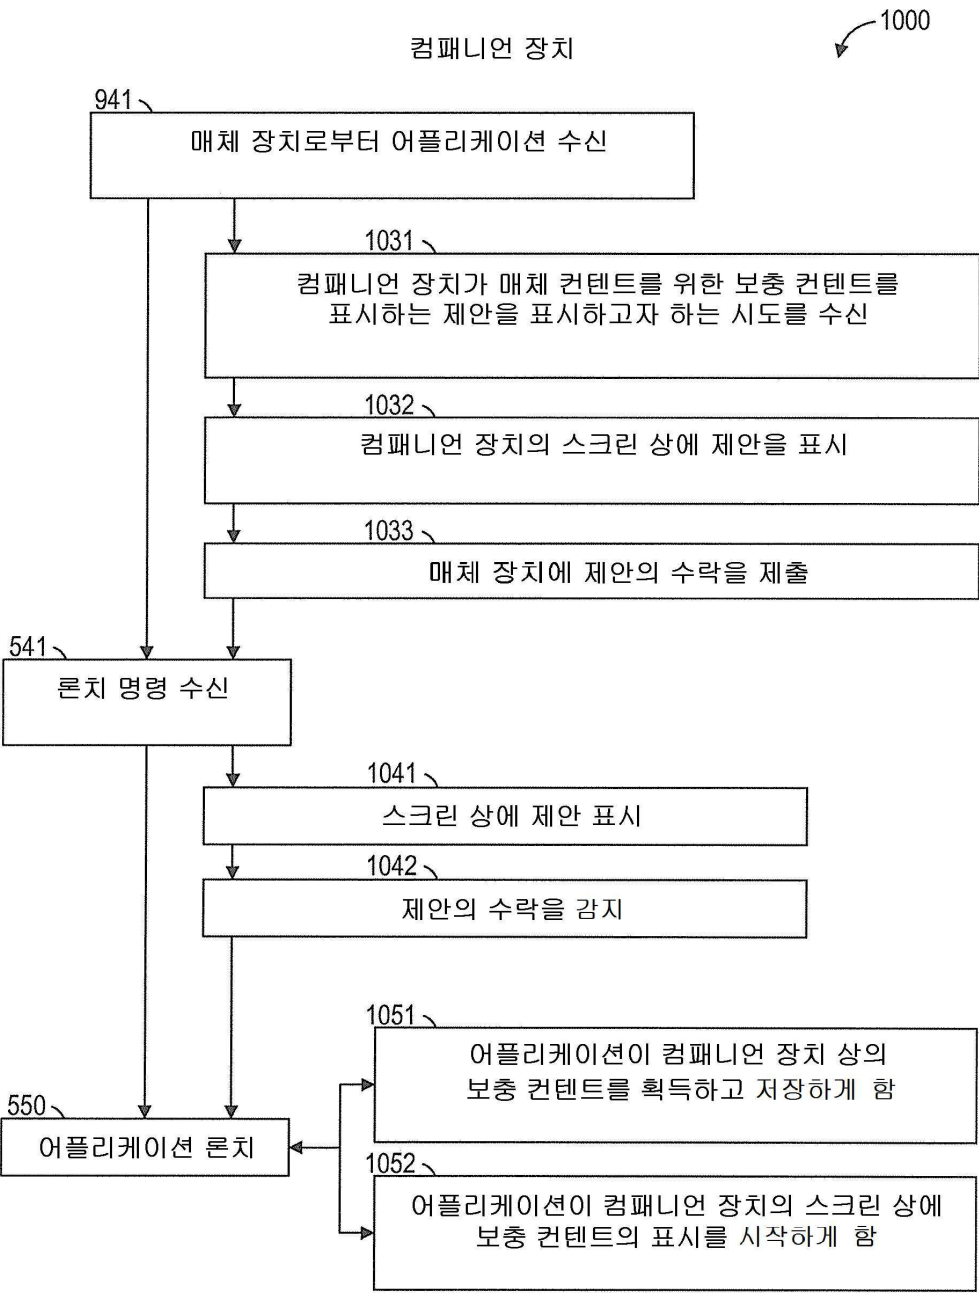 1000
컴패니언 장치
941
매체 장치로부터 어플리케이션 수신
1031
컴패니언 장치가 매체 컨텐트를 위한 보충 컨텐트를
표시하는 제안을 표시하고자 하는 시도를 수신
1032
컴패니언 장치의 스크린 상에 제안을 표시
1033
매체 장치에 제안의 수락을 제출
541
론치 명령 수신
1041
스크린 상에 제안 표시
1042
제안의 수락을 감지
1051
어플리케이션이 컴패니언 장치 상의
보충 컨텐트를 획득하고 저장하게 함
550
어플리케이션 론치
1052
어플리케이션이 컴패니언 장치의 스크린 상에
보충 컨텐트의 표시를 시작하게 함